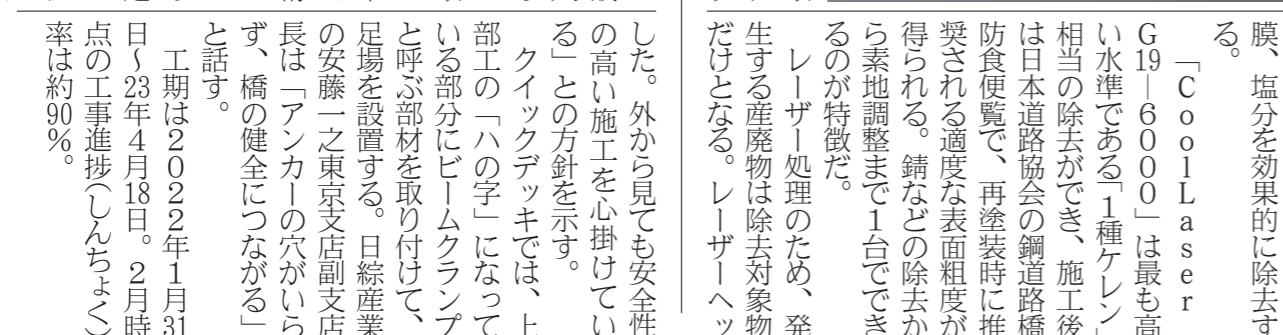 膜、塩分を効果的に除去す
る。
「CoolLaser
G19―6000」は最も高
い水準である「1種ケレン」
相当の除去ができ、施工後
は日本道路協会の鋼道路橋
防食便覧で、再塗装時に推
奨される適度な表面粗度が
得られる。錆などの除去か
ら素地調整まで1台ででき
るのが特徴だ。
レーザー処理のため、発
生する産廃物は除去対象物
だけとなる。レーザーヘッ
した。外から見ても安全性
の高い施工を心掛けてい
る」との方針を示す。
クイックデッキでは、上
部工の「ハの字」になって
いる部分にビームクランプ
と呼ぶ部材を取り付けて、
足場を設置する。日綜産業
の安藤一之東京支店副支店
長は「アンカーの穴がいら
ず、橋の健全につながる」
と話す。
工期は2022年1月31
日～23年4月18日。2月時
点の工事進捗(しんちょく)
率は約90%。